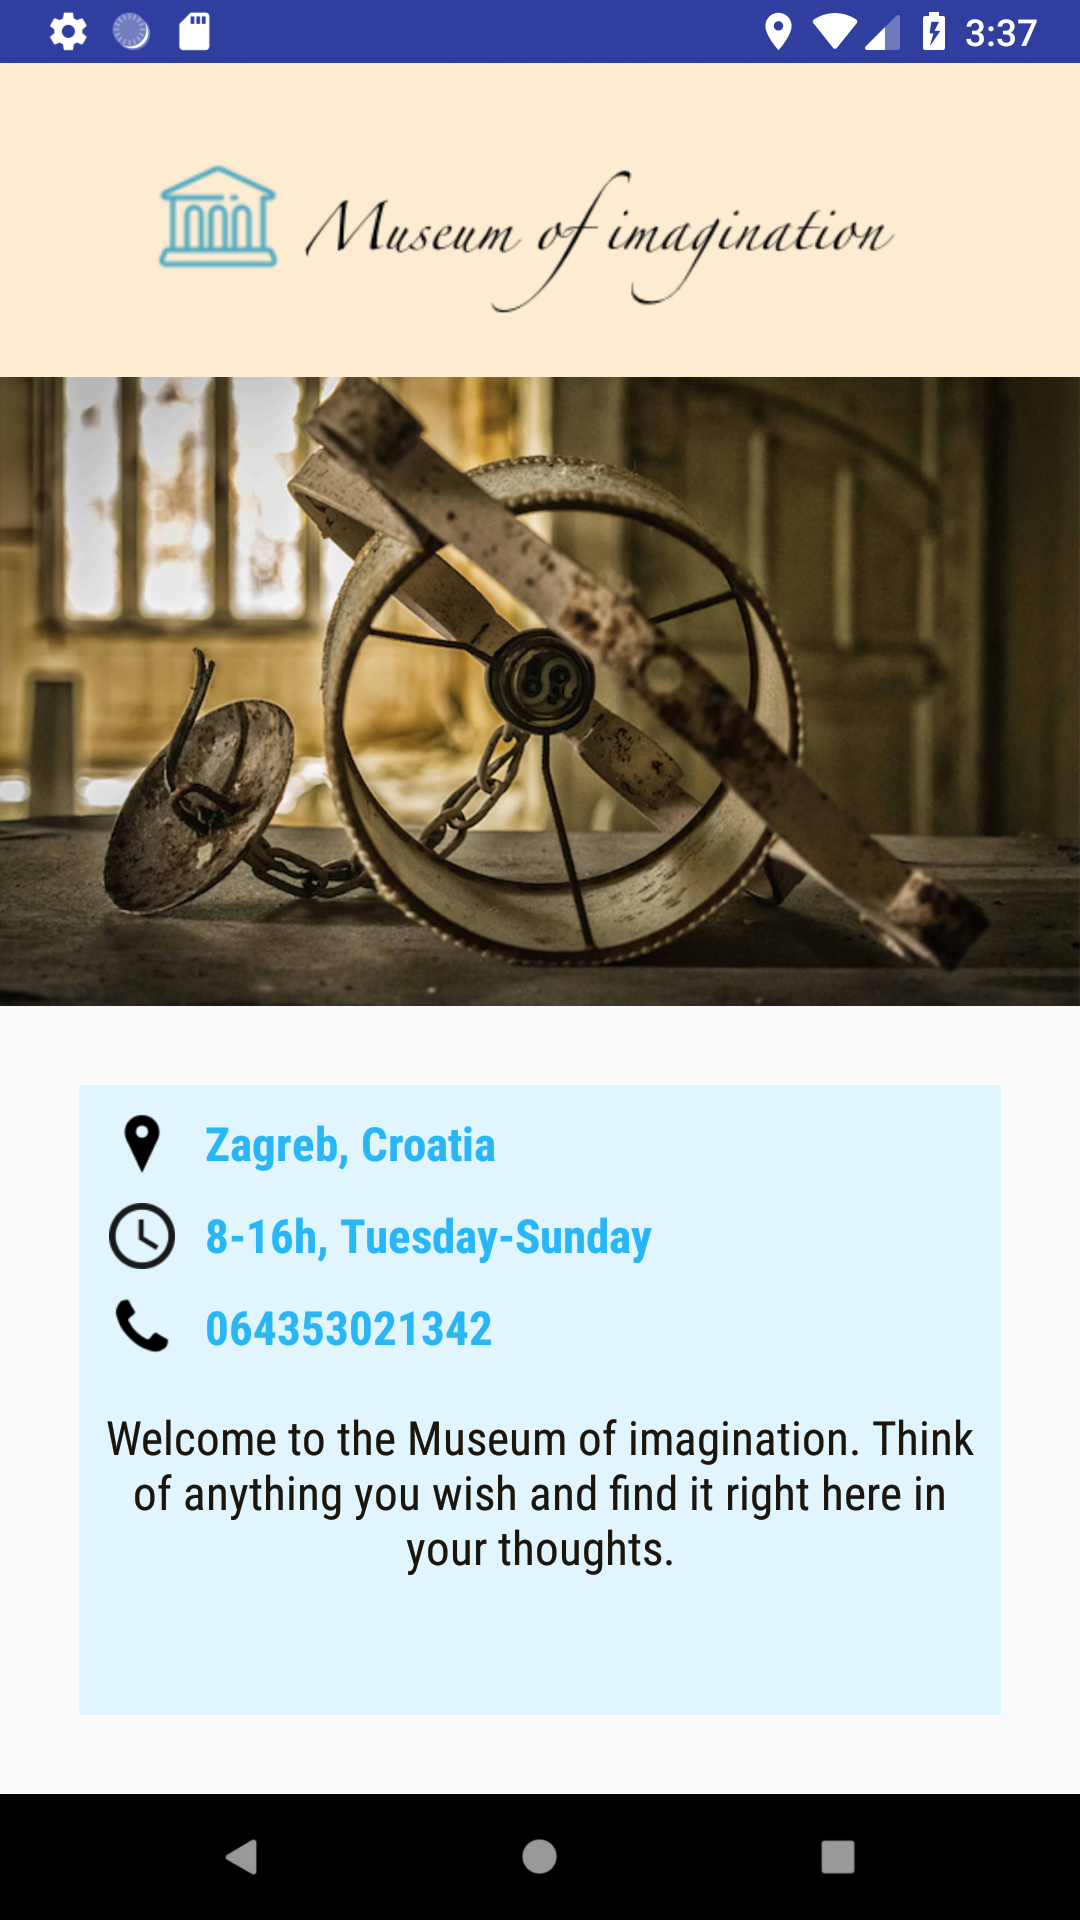 3:37
Museum of imagination
Zagreb, Croatia
8-16h, Tuesday-Sunday
064353021342
Welcome to the Museum of imagination. Think
of anything you wish and find it right here in
your thoughts.